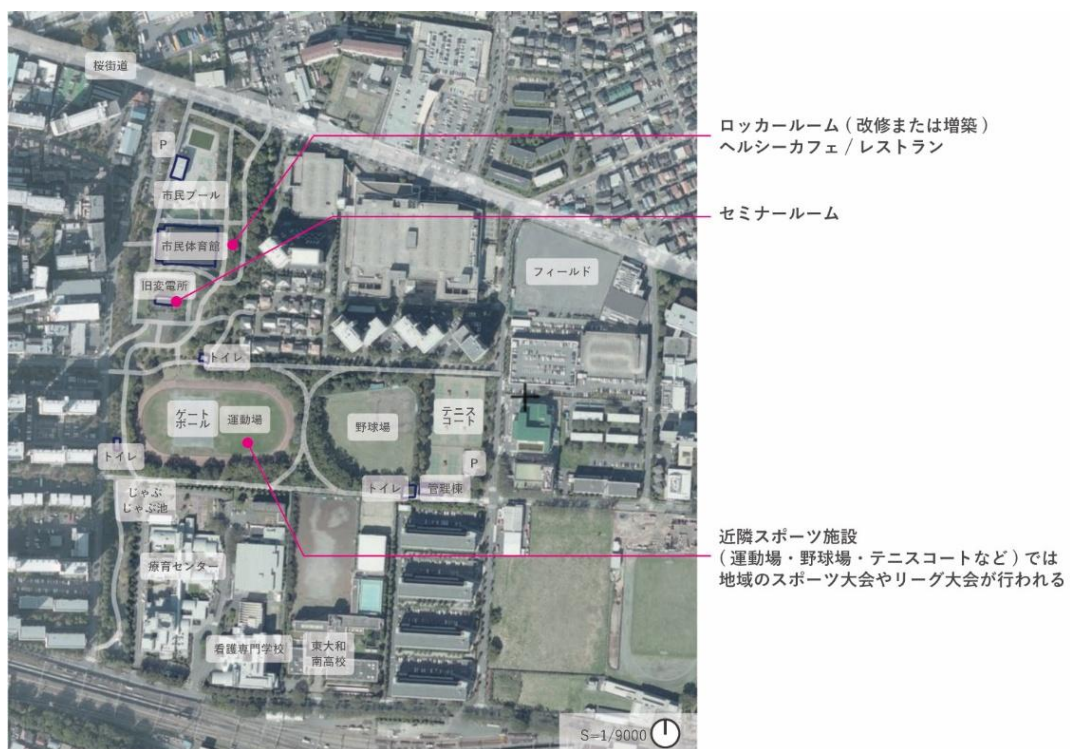 桜街道
P
市民プール
市民体育館
旧変電所
トイレ
ゲート
ボール
運動場
野球場
テニス
コート
フィールド
トイレ
P
トイレ
管理棟
じゃぶ
じゃぶ池
療育センター
看護専門学校
東大和
南高校
S=1/9000
ロッカールーム ( 改修または増築 )
ヘルシーカフェ / レストラン
セミナールーム
近隣スポーツ施設
( 運動場・野球場・テニスコートなど ) では
地域のスポーツ大会やリーグ大会が行われる